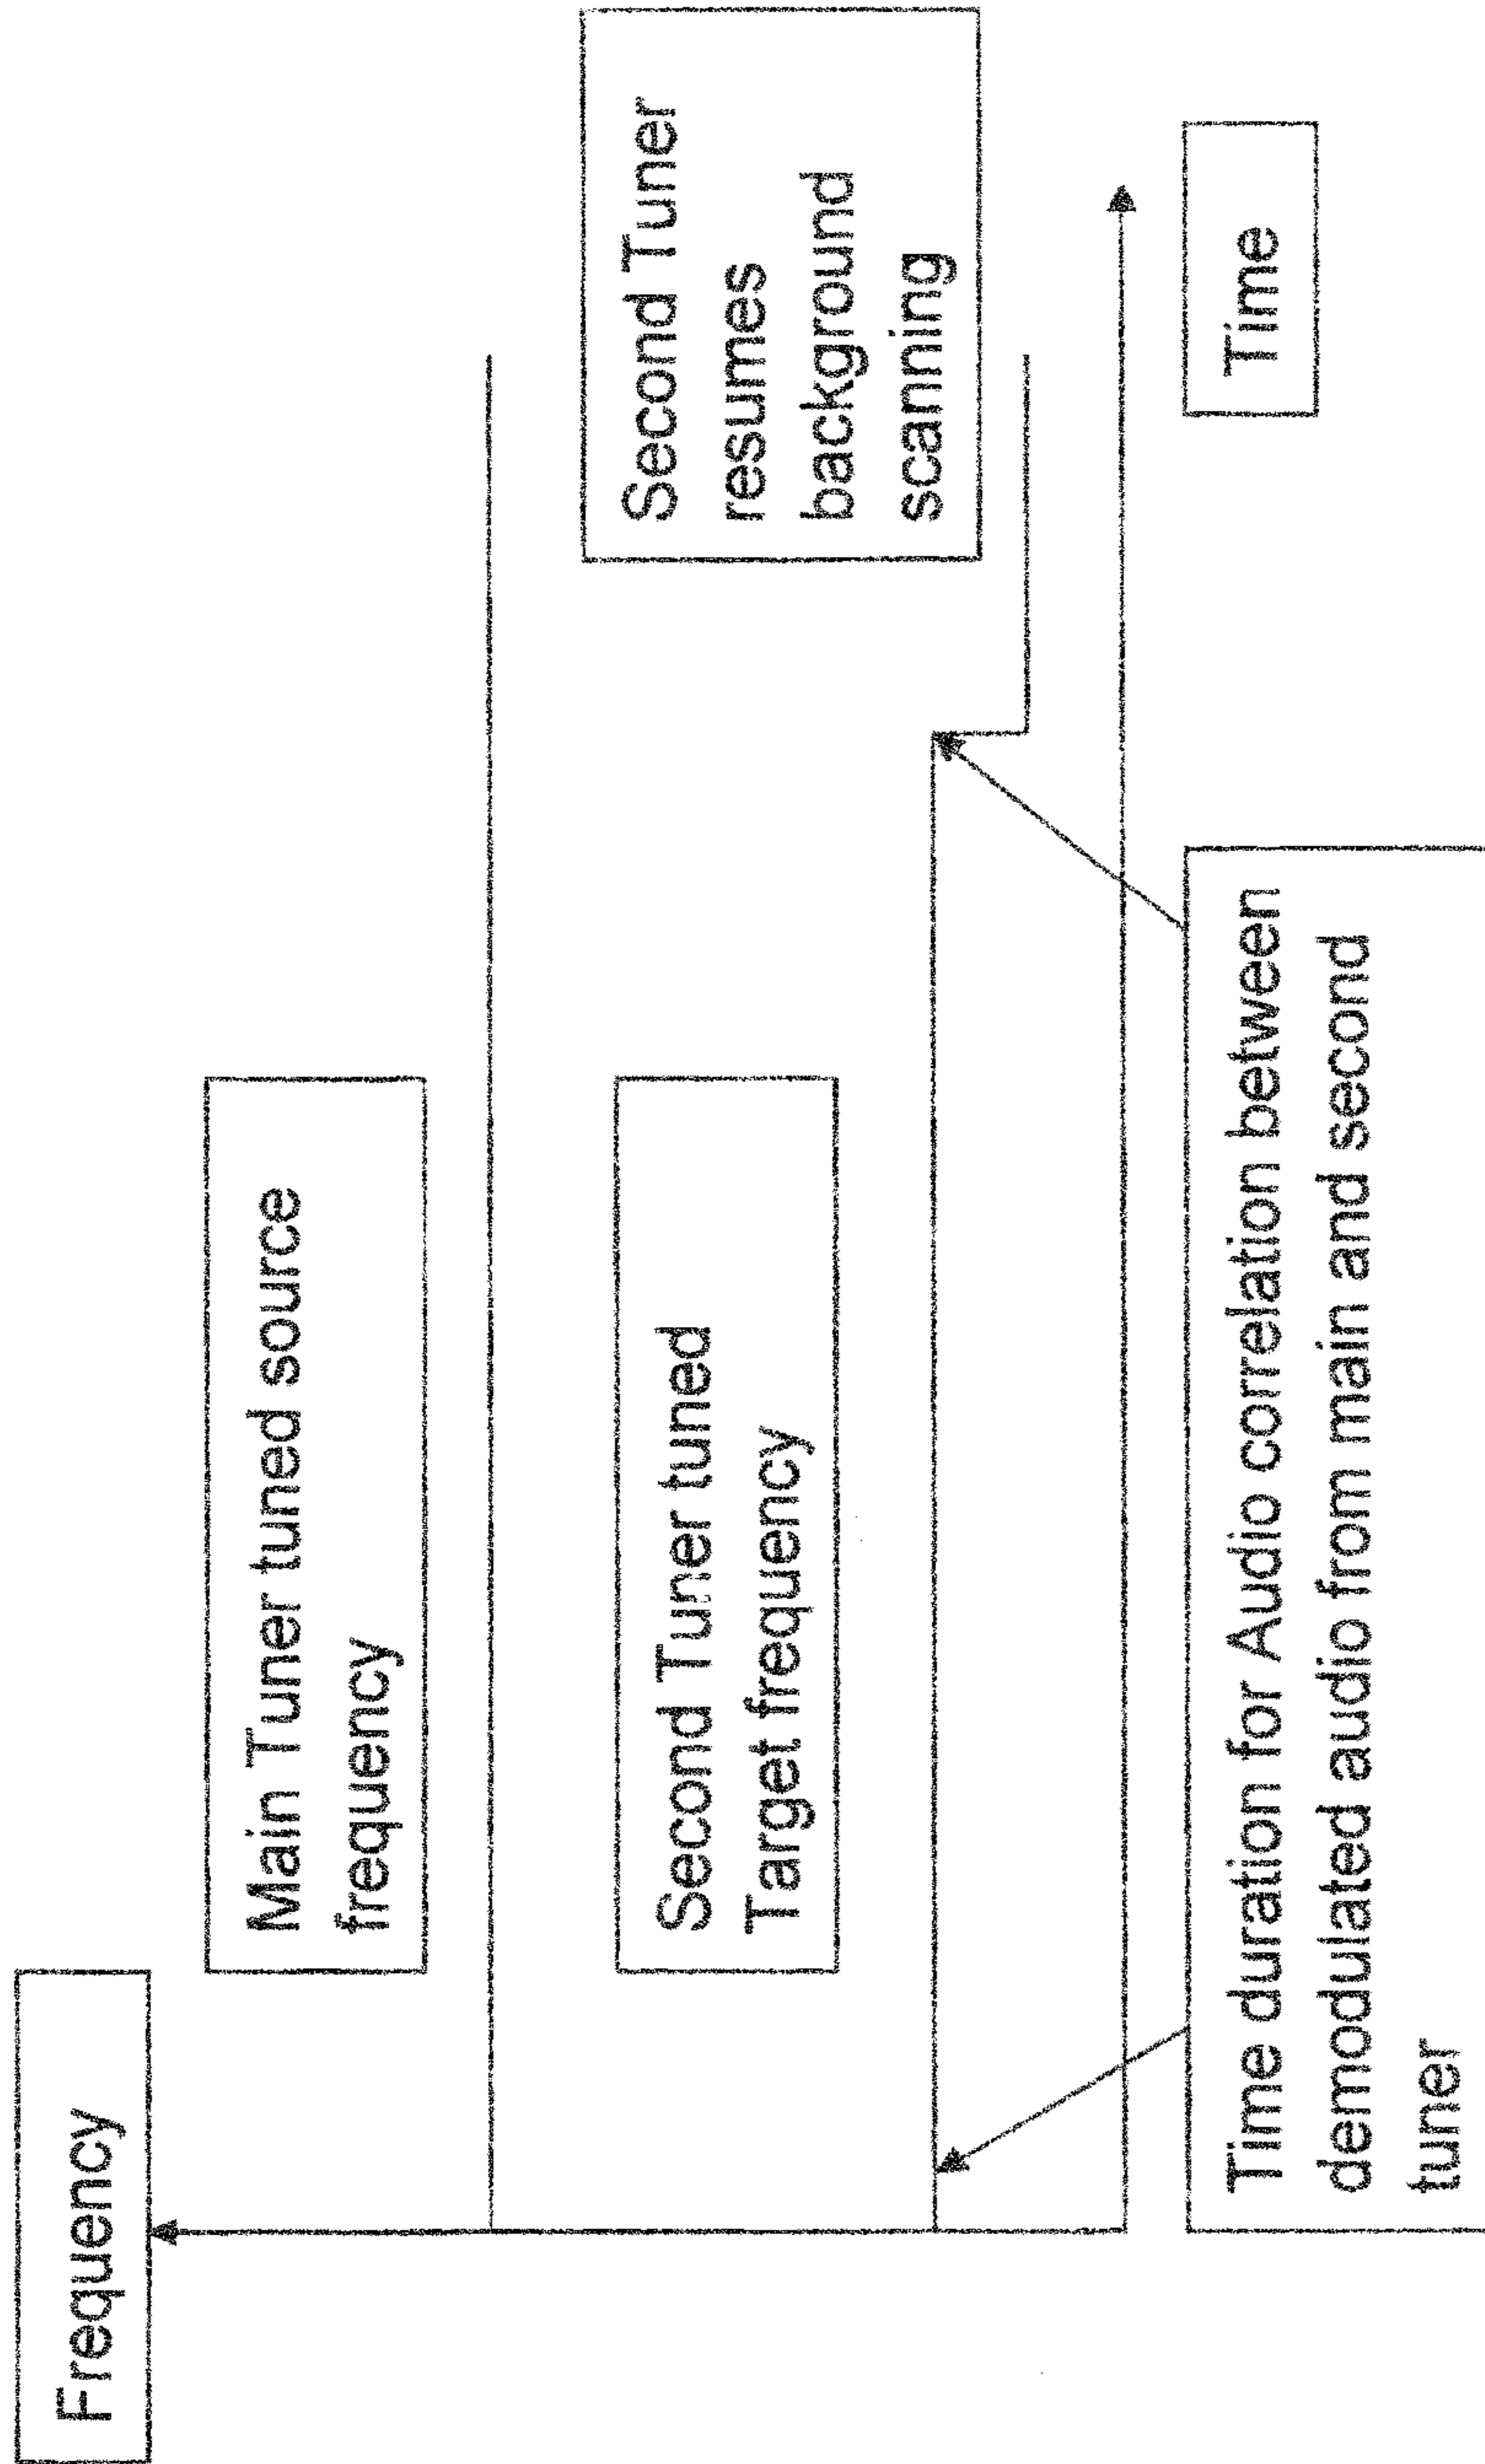 Frequency
Main Tuner tuned source
frequency
Second Tuner tuned
Target frequency
Second Tuner
resumes
background
scanning
Time
Time duration for Audio correlation between
demodulated audio from main and second
tuner